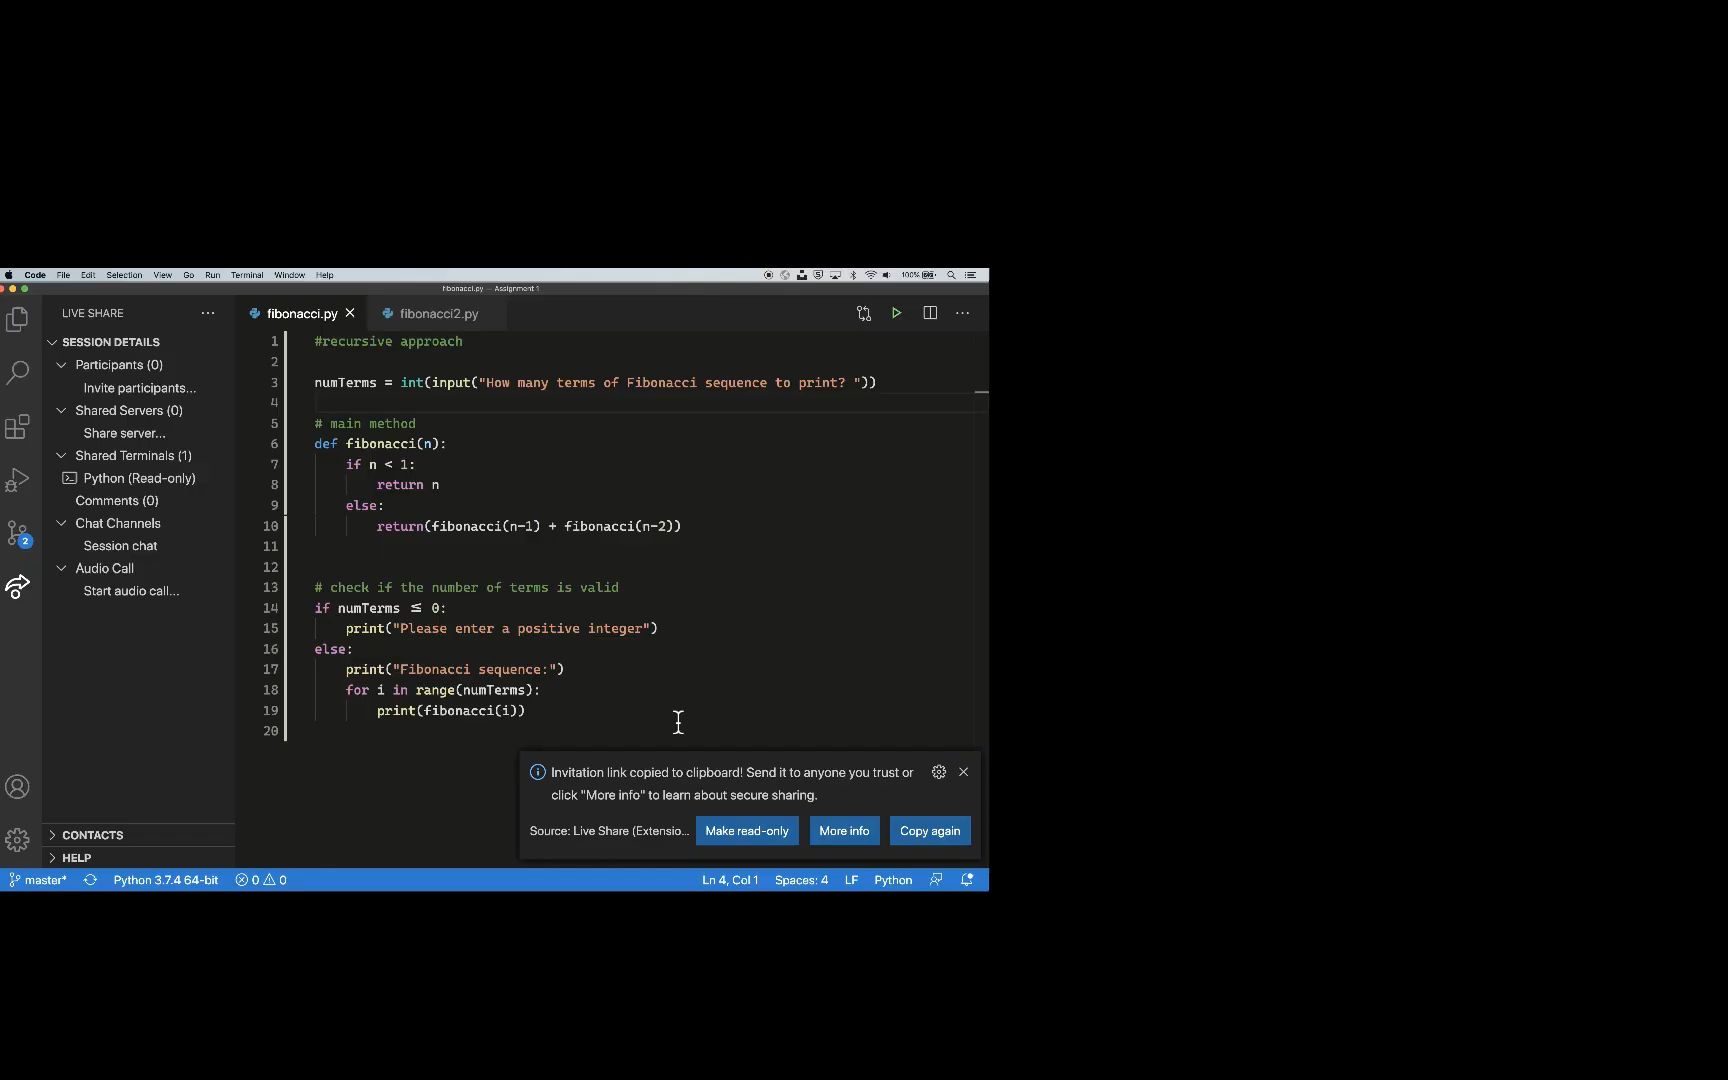 Code File Edit Selection View Go Run Terminal Window Help 100%
fibonacci.py — Assignment 1
LIVE SHARE
fibonacci.py
fibonacci2.py
SESSION DETAILS
Participants (0)
Invite participants...
Shared Servers (0)
Share server...
Shared Terminals (1)
Python (Read-only)
Comments (0)
Chat Channels
Session chat
Audio Call
Start audio call...
2
CONTACTS
HELP
1 #recursive approach
2
3 numTerms = int(input("How many terms of Fibonacci sequence to print? "))
4
5 # main method
6 def fibonacci(n):
7 if n < 1:
8 return n
9 else:
10 return(fibonacci(n-1) + fibonacci(n-2))
11
12
13 # check if the number of terms is valid
14 if numTerms ≤ 0:
15 print("Please enter a positive integer")
16 else:
17 print("Fibonacci sequence:")
18 for i in range(numTerms):
19 print(fibonacci(i))
20
Invitation link copied to clipboard! Send it to anyone you trust or
click "More info" to learn about secure sharing.
Source: Live Share (Extensio...
Make read-only
More info
Copy again
master* Python 3.7.4 64-bit 0 0 Ln 4, Col 1 Spaces: 4 LF Python